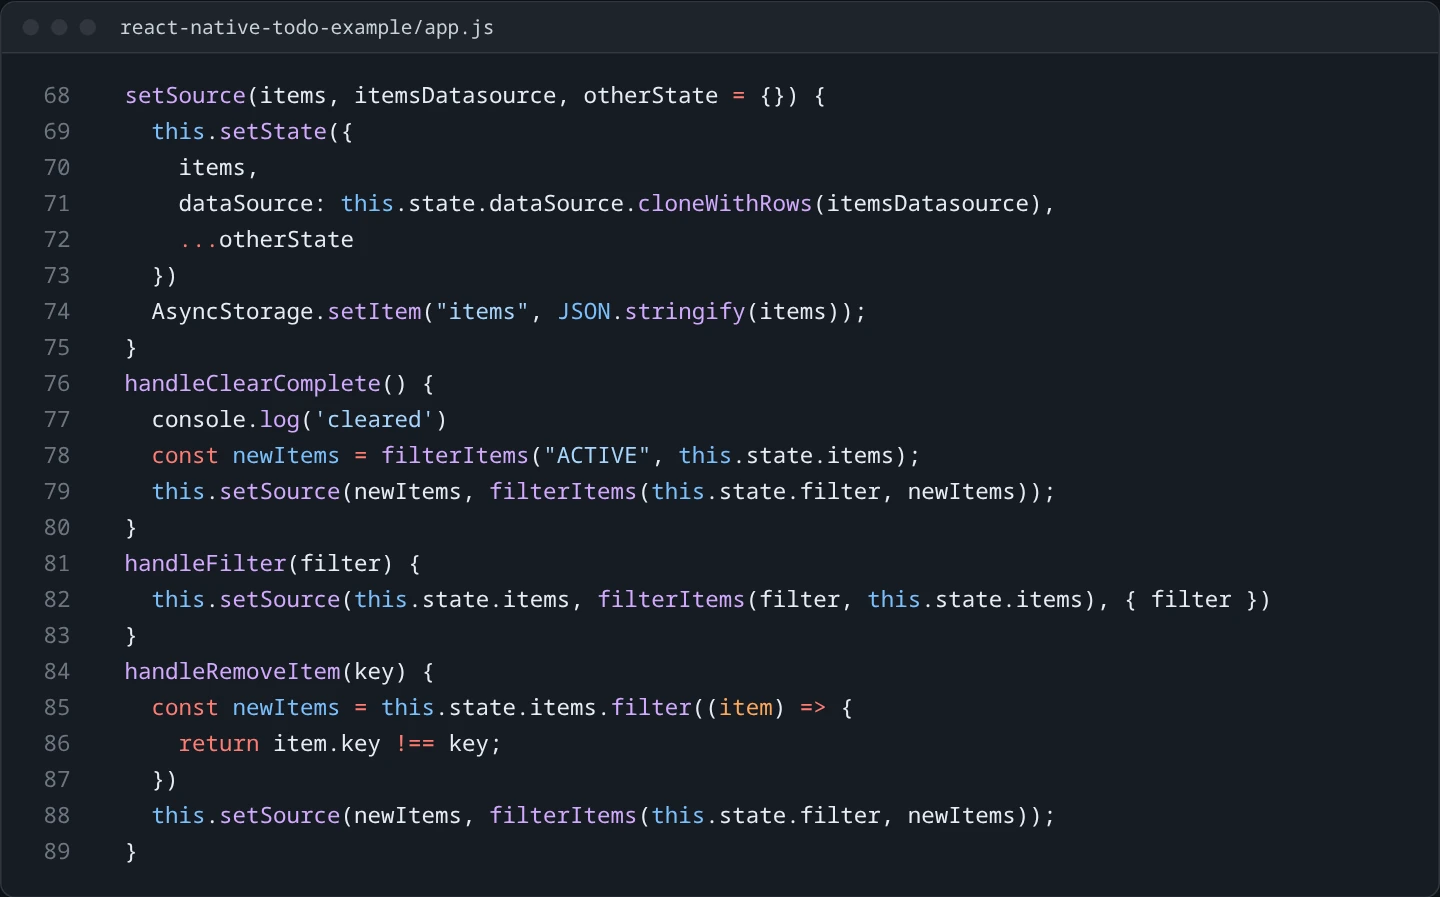 react-native-todo-example/app.js
68 setSource(items, itemsDatasource, otherState = {}) {
69 this.setState({
70 items,
71 dataSource: this.state.dataSource.cloneWithRows(itemsDatasource),
72 ...otherState
73 })
74 AsyncStorage.setItem("items", JSON.stringify(items));
75 }
76 handleClearComplete() {
77 console.log('cleared')
78 const newItems = filterItems("ACTIVE", this.state.items);
79 this.setSource(newItems, filterItems(this.state.filter, newItems));
80 }
81 handleFilter(filter) {
82 this.setSource(this.state.items, filterItems(filter, this.state.items), { filter })
83 }
84 handleRemoveItem(key) {
85 const newItems = this.state.items.filter((item) => {
86 return item.key !== key;
87 })
88 this.setSource(newItems, filterItems(this.state.filter, newItems));
89 }